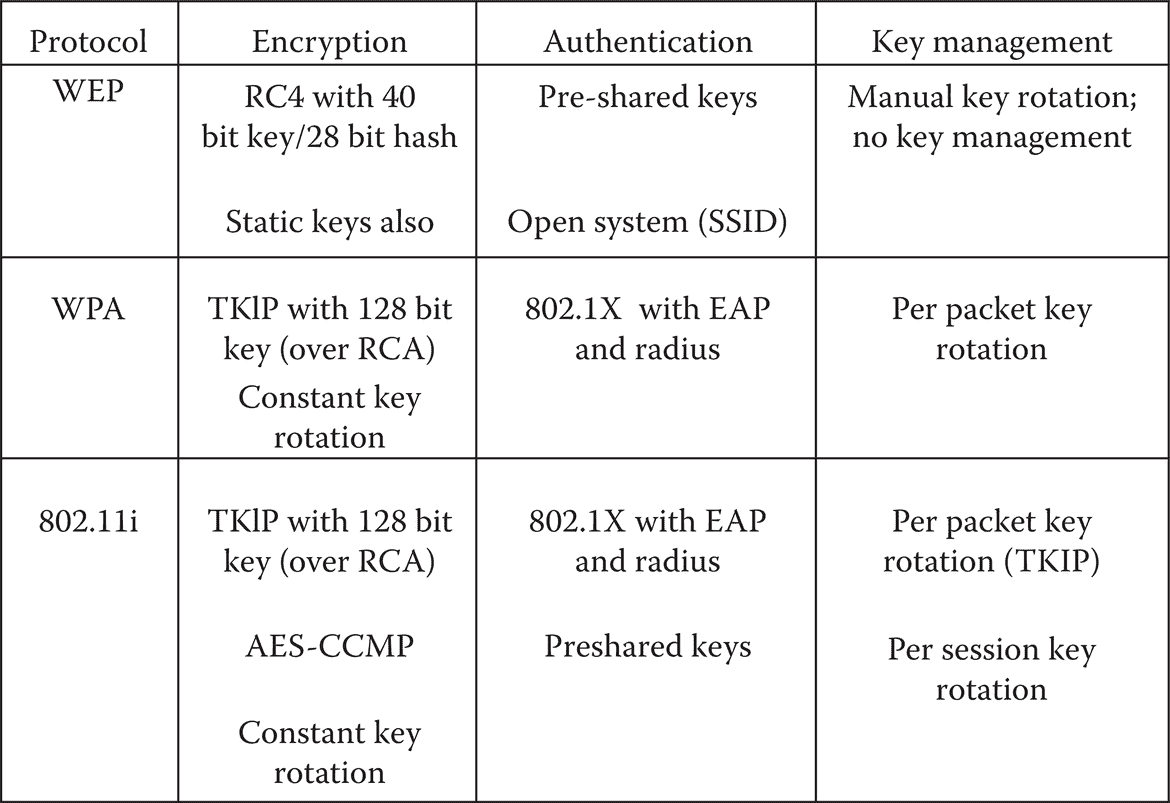 Protocol
Encryption
Authentication
Key management
WEP
RC4 with 40
bit key/28 bit hash
Static keys also
Pre-shared keys
Open system (SSID)
Manual key rotation;
no key management
WPA
TKlP with 128 bit
key (over RCA)
Constant key
rotation
802.1X with EAP
and radius
Per packet key
rotation
802.11i
TKlP with 128 bit
key (over RCA)
AES-CCMP
Constant key
rotation
802.1X with EAP
and radius
Preshared keys
Per packet key
rotation (TKIP)
Per session key
rotation